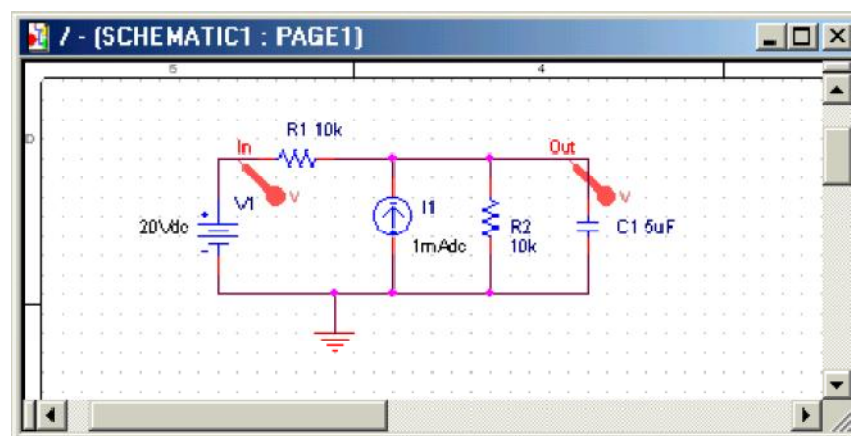 / - (SCHEMATIC1 : PAGE1)
5 4
D
R1 10k
In Out
V V
V1 I1
20Vdc R2 C1 5uF
1mAdc 10k
+
-